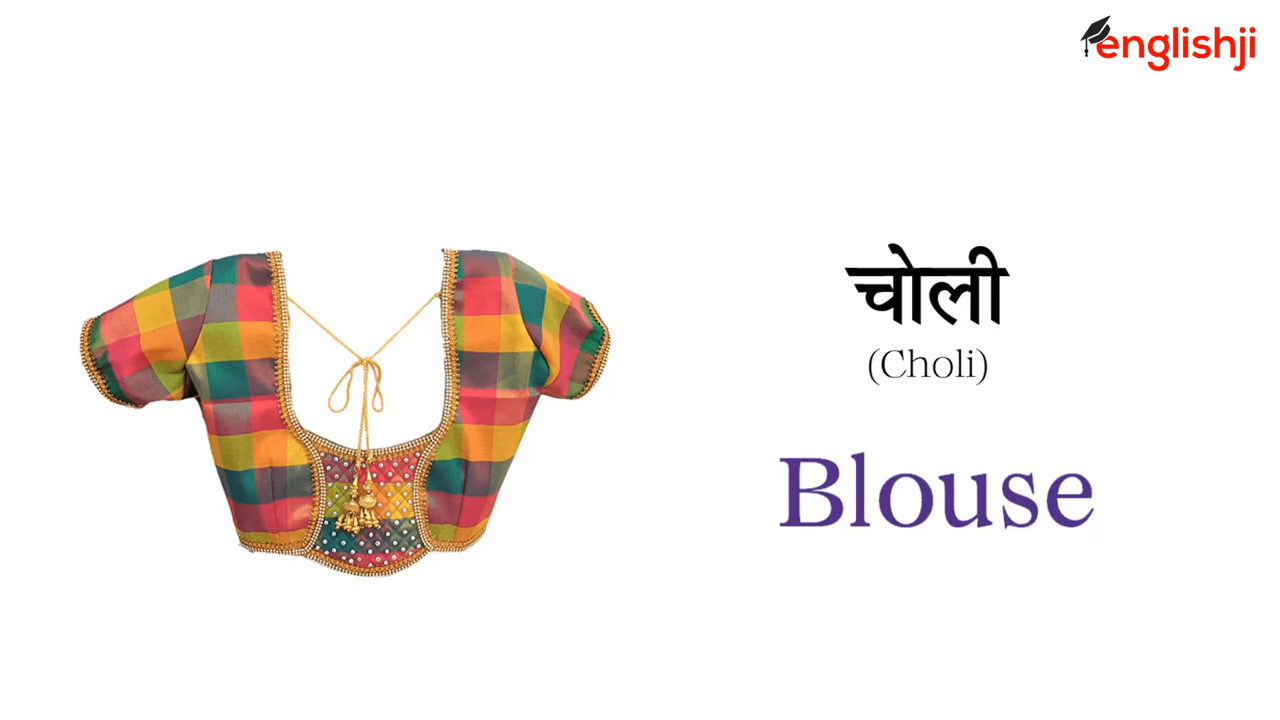 englishji
चोली
(Choli)
Blouse